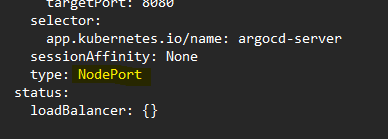 targetPort: 8080
selector:
app.kubernetes.io/name: argocd-server
sessionAffinity: None
type: NodePort
status:
loadBalancer: {}